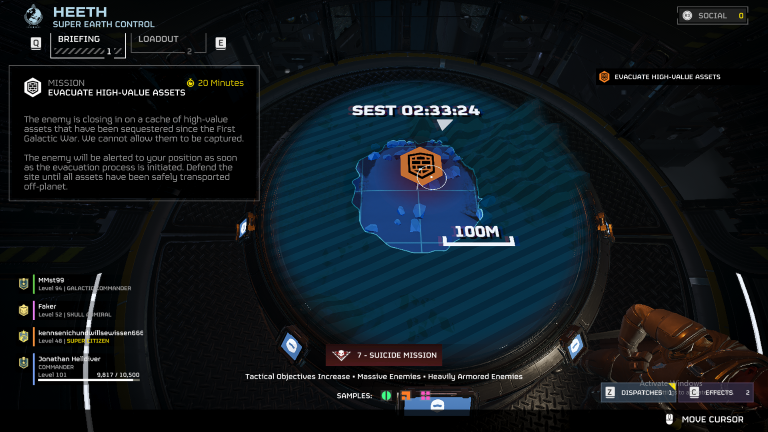 HEETH
SUPER EARTH CONTROL
Q
BRIEFING
1
LOADOUT
2
E
SOCIAL 0
MISSION
20 Minutes
EVACUATE HIGH-VALUE ASSETS
The enemy is closing in on a cache of high-value
assets that have been sequestered since the First
Galactic War. We cannot allow them to be captured.
The enemy will be alerted to your position as soon
as the evacuation process is initiated. Defend the
site until all assets have been safely transported
off-planet.
EVACUATE HIGH-VALUE ASSETS
SEST 02:33:24
100M
MMst99
Level 94 | GALACTIC COMMANDER
Faker
Level 52 | SKULL ADMIRAL
Level 48 | SUPER CITIZEN
Jonathan Helldiver
COMMANDER
Level 101
9,817 / 10,500
7 - SUICIDE MISSION
Tactical Objectives Increase • Massive Enemies • Heavily Armored Enemies
SAMPLES:
Activate Windows
Z DISPATCHES 1
C EFFECTS 2
MOVE CURSOR